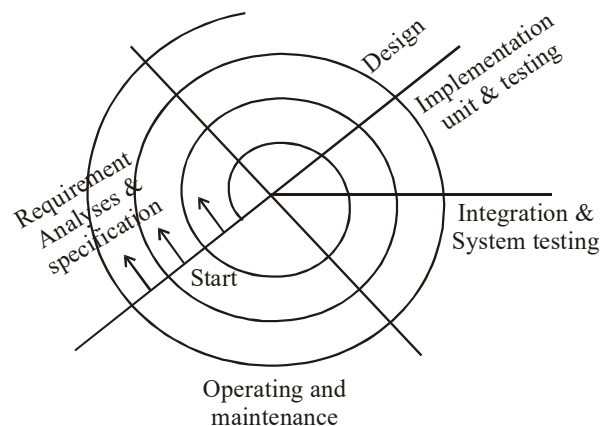 Design
Implementation
unit & testing
Requirement
Analyses &
specification
Integration &
System testing
Start
Operating and
maintenance